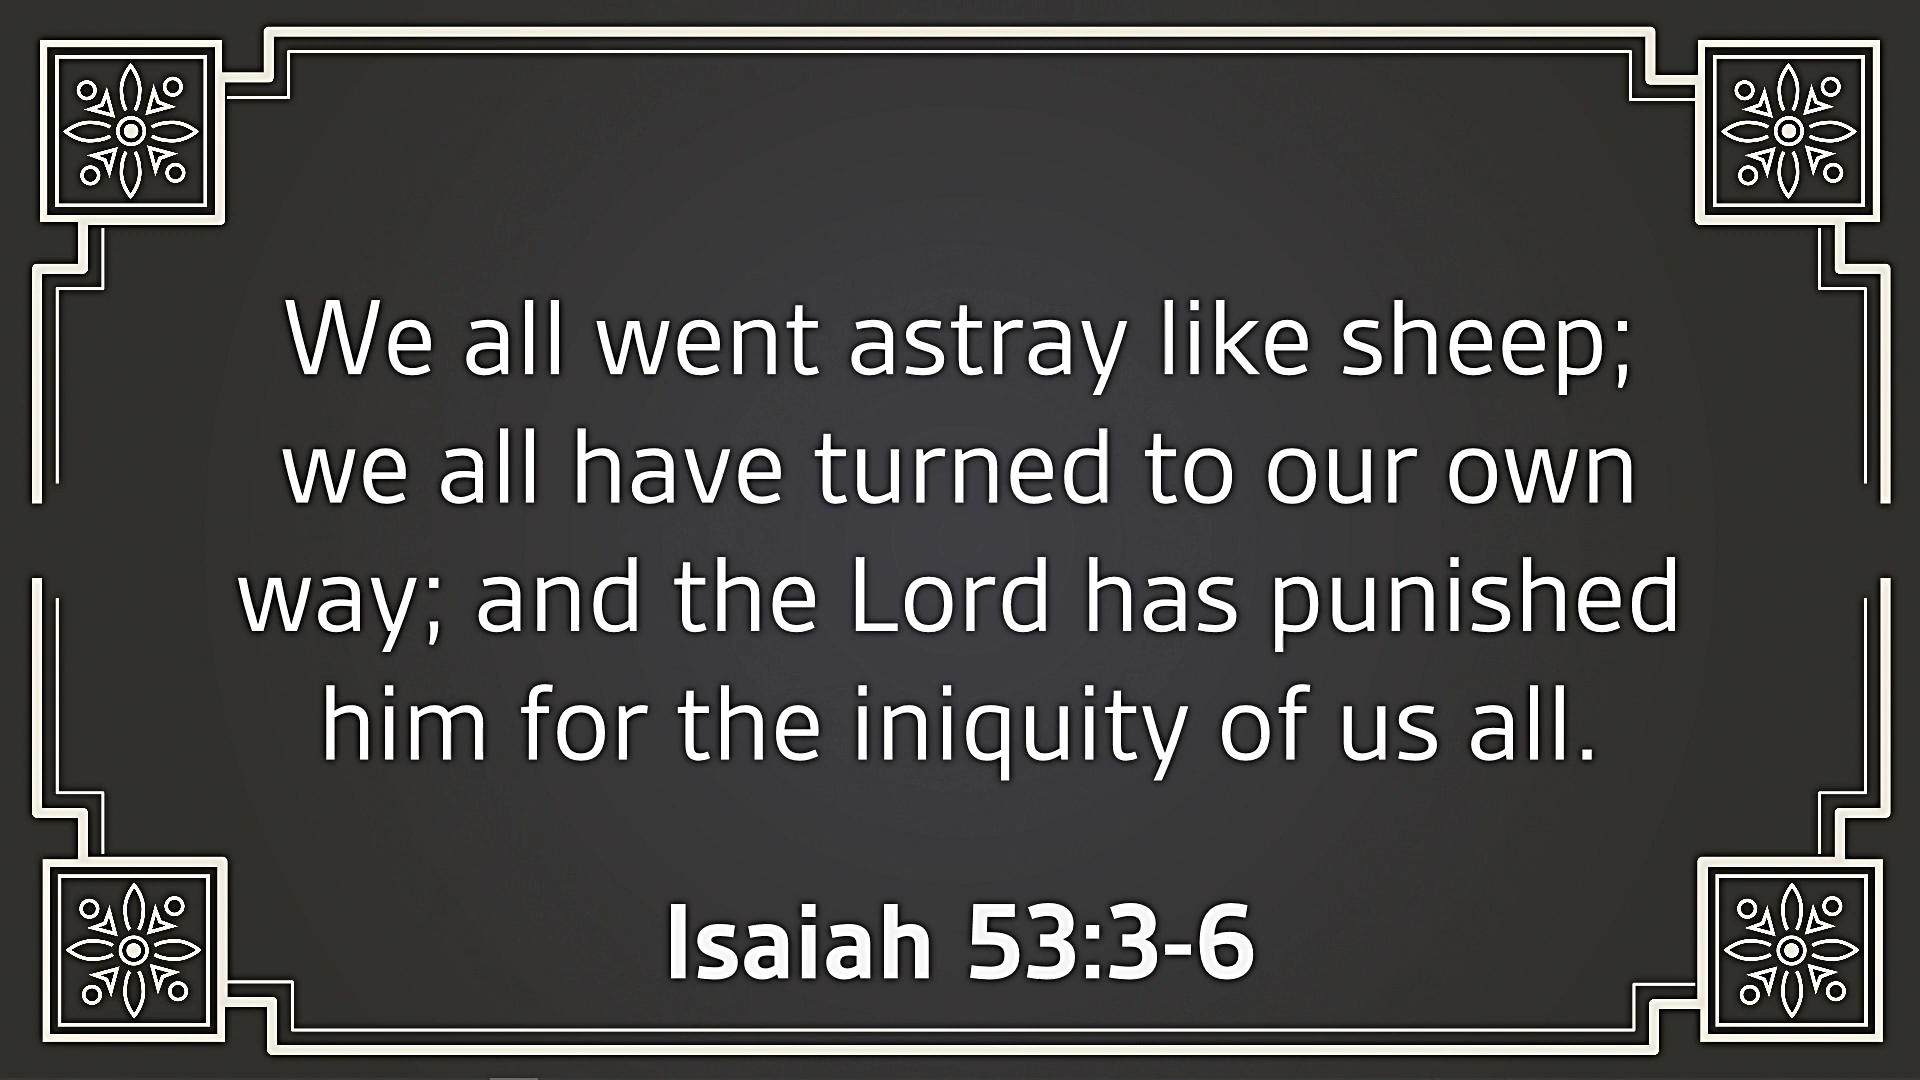 We all went astray like sheep;
we all have turned to our own
way; and the Lord has punished
him for the iniquity of us all.
Isaiah 53:3-6